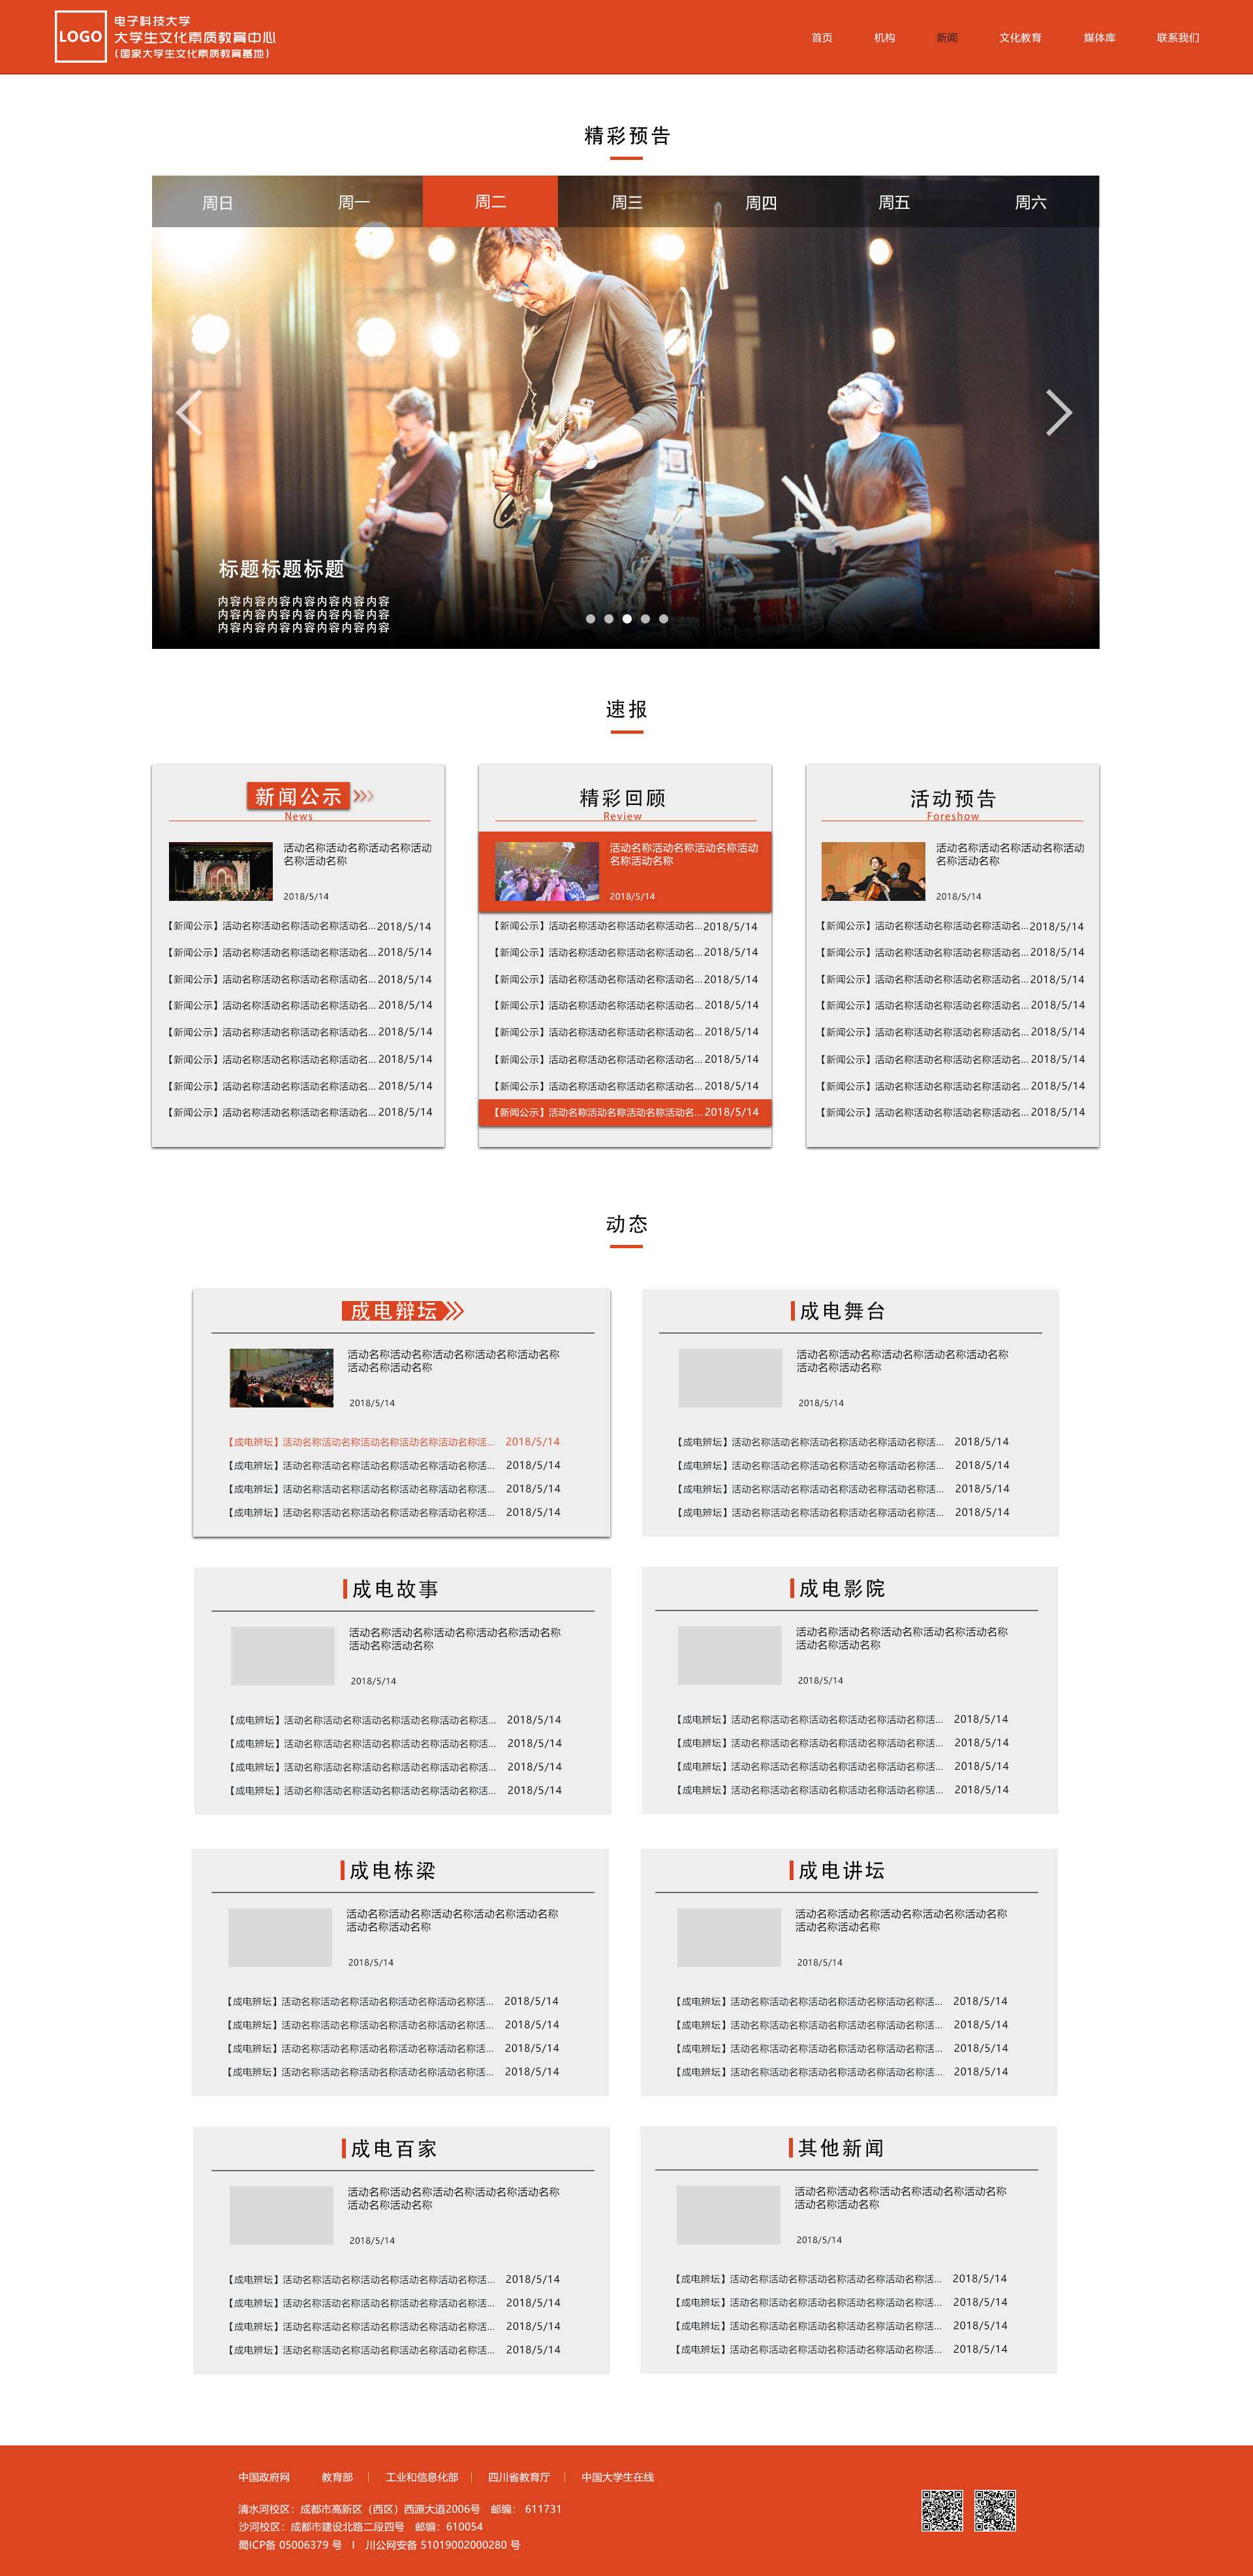 LOGO
电子科技大学
大学生文化素质教育中心
(国家大学生文化素质教育基地)
首页 机构 新闻 文化教育 媒体库 联系我们
精彩预告
周日 周一 周二 周三 周四 周五 周六
标题标题标题
内容内容内容内容内容内容内容
内容内容内容内容内容内容内容
内容内容内容内容内容内容内容
速报
新闻公示
News
活动名称活动名称活动名称活动
名称活动名称
2018/5/14
【新闻公示】活动名称活动名称活动名称活动名...2018/5/14
【新闻公示】活动名称活动名称活动名称活动名...2018/5/14
【新闻公示】活动名称活动名称活动名称活动名...2018/5/14
【新闻公示】活动名称活动名称活动名称活动名...2018/5/14
【新闻公示】活动名称活动名称活动名称活动名...2018/5/14
【新闻公示】活动名称活动名称活动名称活动名...2018/5/14
【新闻公示】活动名称活动名称活动名称活动名...2018/5/14
【新闻公示】活动名称活动名称活动名称活动名...2018/5/14
精彩回顾
Review
活动名称活动名称活动名称活动
名称活动名称
2018/5/14
【新闻公示】活动名称活动名称活动名称活动名...2018/5/14
【新闻公示】活动名称活动名称活动名称活动名...2018/5/14
【新闻公示】活动名称活动名称活动名称活动名...2018/5/14
【新闻公示】活动名称活动名称活动名称活动名...2018/5/14
【新闻公示】活动名称活动名称活动名称活动名...2018/5/14
【新闻公示】活动名称活动名称活动名称活动名...2018/5/14
【新闻公示】活动名称活动名称活动名称活动名...2018/5/14
【新闻公示】活动名称活动名称活动名称活动名...2018/5/14
活动预告
Foreshow
活动名称活动名称活动名称活动
名称活动名称
2018/5/14
【新闻公示】活动名称活动名称活动名称活动名...2018/5/14
【新闻公示】活动名称活动名称活动名称活动名...2018/5/14
【新闻公示】活动名称活动名称活动名称活动名...2018/5/14
【新闻公示】活动名称活动名称活动名称活动名...2018/5/14
【新闻公示】活动名称活动名称活动名称活动名...2018/5/14
【新闻公示】活动名称活动名称活动名称活动名...2018/5/14
【新闻公示】活动名称活动名称活动名称活动名...2018/5/14
【新闻公示】活动名称活动名称活动名称活动名...2018/5/14
动态
成电辩坛
活动名称活动名称活动名称活动名称活动名称
活动名称活动名称
2018/5/14
【成电辨坛】活动名称活动名称活动名称活动名称活动名称活... 2018/5/14
【成电辨坛】活动名称活动名称活动名称活动名称活动名称活... 2018/5/14
【成电辨坛】活动名称活动名称活动名称活动名称活动名称活... 2018/5/14
【成电辨坛】活动名称活动名称活动名称活动名称活动名称活... 2018/5/14
成电舞台
活动名称活动名称活动名称活动名称活动名称
活动名称活动名称
2018/5/14
【成电辨坛】活动名称活动名称活动名称活动名称活动名称活... 2018/5/14
【成电辨坛】活动名称活动名称活动名称活动名称活动名称活... 2018/5/14
【成电辨坛】活动名称活动名称活动名称活动名称活动名称活... 2018/5/14
【成电辨坛】活动名称活动名称活动名称活动名称活动名称活... 2018/5/14
成电故事
活动名称活动名称活动名称活动名称活动名称
活动名称活动名称
2018/5/14
【成电辨坛】活动名称活动名称活动名称活动名称活动名称活... 2018/5/14
【成电辨坛】活动名称活动名称活动名称活动名称活动名称活... 2018/5/14
【成电辨坛】活动名称活动名称活动名称活动名称活动名称活... 2018/5/14
【成电辨坛】活动名称活动名称活动名称活动名称活动名称活... 2018/5/14
成电影院
活动名称活动名称活动名称活动名称活动名称
活动名称活动名称
2018/5/14
【成电辨坛】活动名称活动名称活动名称活动名称活动名称活... 2018/5/14
【成电辨坛】活动名称活动名称活动名称活动名称活动名称活... 2018/5/14
【成电辨坛】活动名称活动名称活动名称活动名称活动名称活... 2018/5/14
【成电辨坛】活动名称活动名称活动名称活动名称活动名称活... 2018/5/14
成电栋梁
活动名称活动名称活动名称活动名称活动名称
活动名称活动名称
2018/5/14
【成电辨坛】活动名称活动名称活动名称活动名称活动名称活... 2018/5/14
【成电辨坛】活动名称活动名称活动名称活动名称活动名称活... 2018/5/14
【成电辨坛】活动名称活动名称活动名称活动名称活动名称活... 2018/5/14
【成电辨坛】活动名称活动名称活动名称活动名称活动名称活... 2018/5/14
成电讲坛
活动名称活动名称活动名称活动名称活动名称
活动名称活动名称
2018/5/14
【成电辨坛】活动名称活动名称活动名称活动名称活动名称活... 2018/5/14
【成电辨坛】活动名称活动名称活动名称活动名称活动名称活... 2018/5/14
【成电辨坛】活动名称活动名称活动名称活动名称活动名称活... 2018/5/14
【成电辨坛】活动名称活动名称活动名称活动名称活动名称活... 2018/5/14
成电百家
活动名称活动名称活动名称活动名称活动名称
活动名称活动名称
2018/5/14
【成电辨坛】活动名称活动名称活动名称活动名称活动名称活... 2018/5/14
【成电辨坛】活动名称活动名称活动名称活动名称活动名称活... 2018/5/14
【成电辨坛】活动名称活动名称活动名称活动名称活动名称活... 2018/5/14
【成电辨坛】活动名称活动名称活动名称活动名称活动名称活... 2018/5/14
其他新闻
活动名称活动名称活动名称活动名称活动名称
活动名称活动名称
2018/5/14
【成电辨坛】活动名称活动名称活动名称活动名称活动名称活... 2018/5/14
【成电辨坛】活动名称活动名称活动名称活动名称活动名称活... 2018/5/14
【成电辨坛】活动名称活动名称活动名称活动名称活动名称活... 2018/5/14
【成电辨坛】活动名称活动名称活动名称活动名称活动名称活... 2018/5/14
中国政府网 教育部 | 工业和信息化部 | 四川省教育厅 | 中国大学生在线
清水河校区：成都市高新区（西区）西源大道2006号 邮编： 611731
沙河校区：成都市建设北路二段四号 邮编：610054
蜀ICP备 05006379 号 I 川公网安备 51019002000280 号